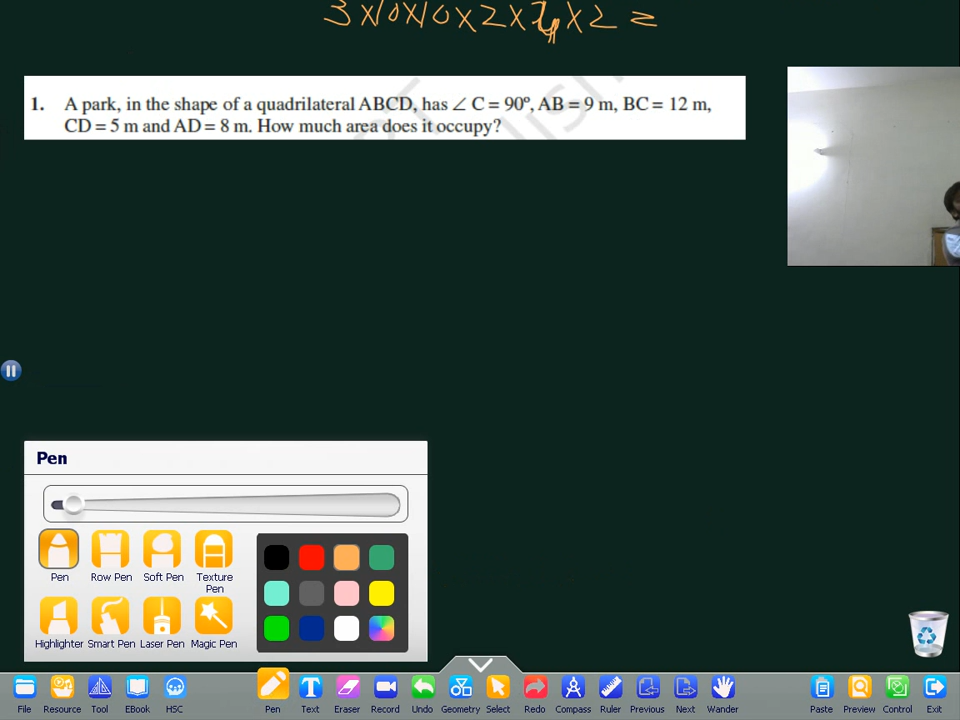 3×10×10×2××2=
1. A park, in the shape of a quadrilateral ABCD, has ∠ C = 90º, AB = 9 m, BC = 12 m,
CD = 5 m and AD = 8 m. How much area does it occupy?
Pen
Pen Row Pen Soft Pen Texture Pen
Highlighter Smart Pen Laser Pen Magic Pen
File Resource Tool EBook HSC Pen Text Eraser Record Undo Geometry Select Redo Compass Ruler Previous Next Wander Paste Preview Control Exit